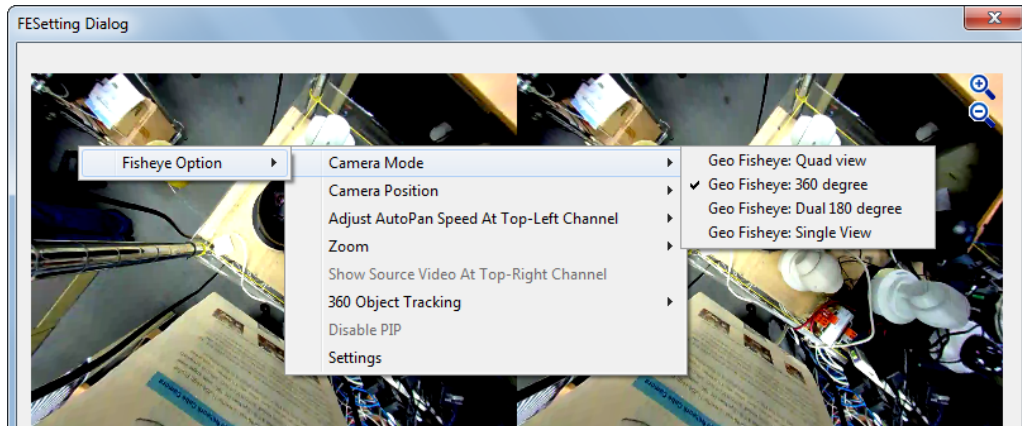 FESetting Dialog
Fisheye Option
Camera Mode
Camera Position
Adjust AutoPan Speed At Top-Left Channel
Zoom
Show Source Video At Top-Right Channel
360 Object Tracking
Disable PIP
Settings
Geo Fisheye: Quad view
Geo Fisheye: 360 degree
Geo Fisheye: Dual 180 degree
Geo Fisheye: Single View